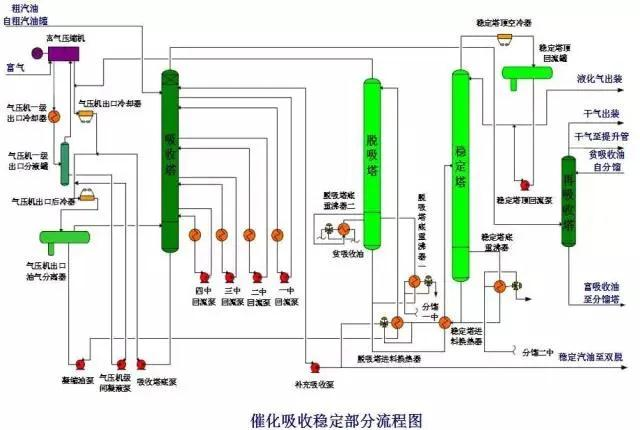 粗汽油
自粗汽油罐
富气压缩机
富气
气压机一级
出口冷却器
气压机出口冷却器
气压机一级
出口分液罐
气压机出口后冷器
气压机出口
油气分离器
吸收塔
脱吸塔
稳定塔
再吸收塔
稳定塔顶空冷器
稳定塔顶
回流罐
液化气出装
干气出装
干气至提升管
贫吸收油
自分馏
稳定塔顶回流泵
脱吸塔底
重沸器二
贫吸收油
脱吸塔底重沸器一
稳定塔底
重沸器
富吸收油
至分馏塔
四中
回流泵
三中
回流泵
二中
回流泵
一中
回流泵
分馏
一中
稳定塔进料
换热器
脱吸塔进料换热器
分馏二中
稳定汽油至双脱
凝缩油泵
气压机级
间凝液泵
吸收塔底泵
补充吸收泵
催化吸收稳定部分流程图